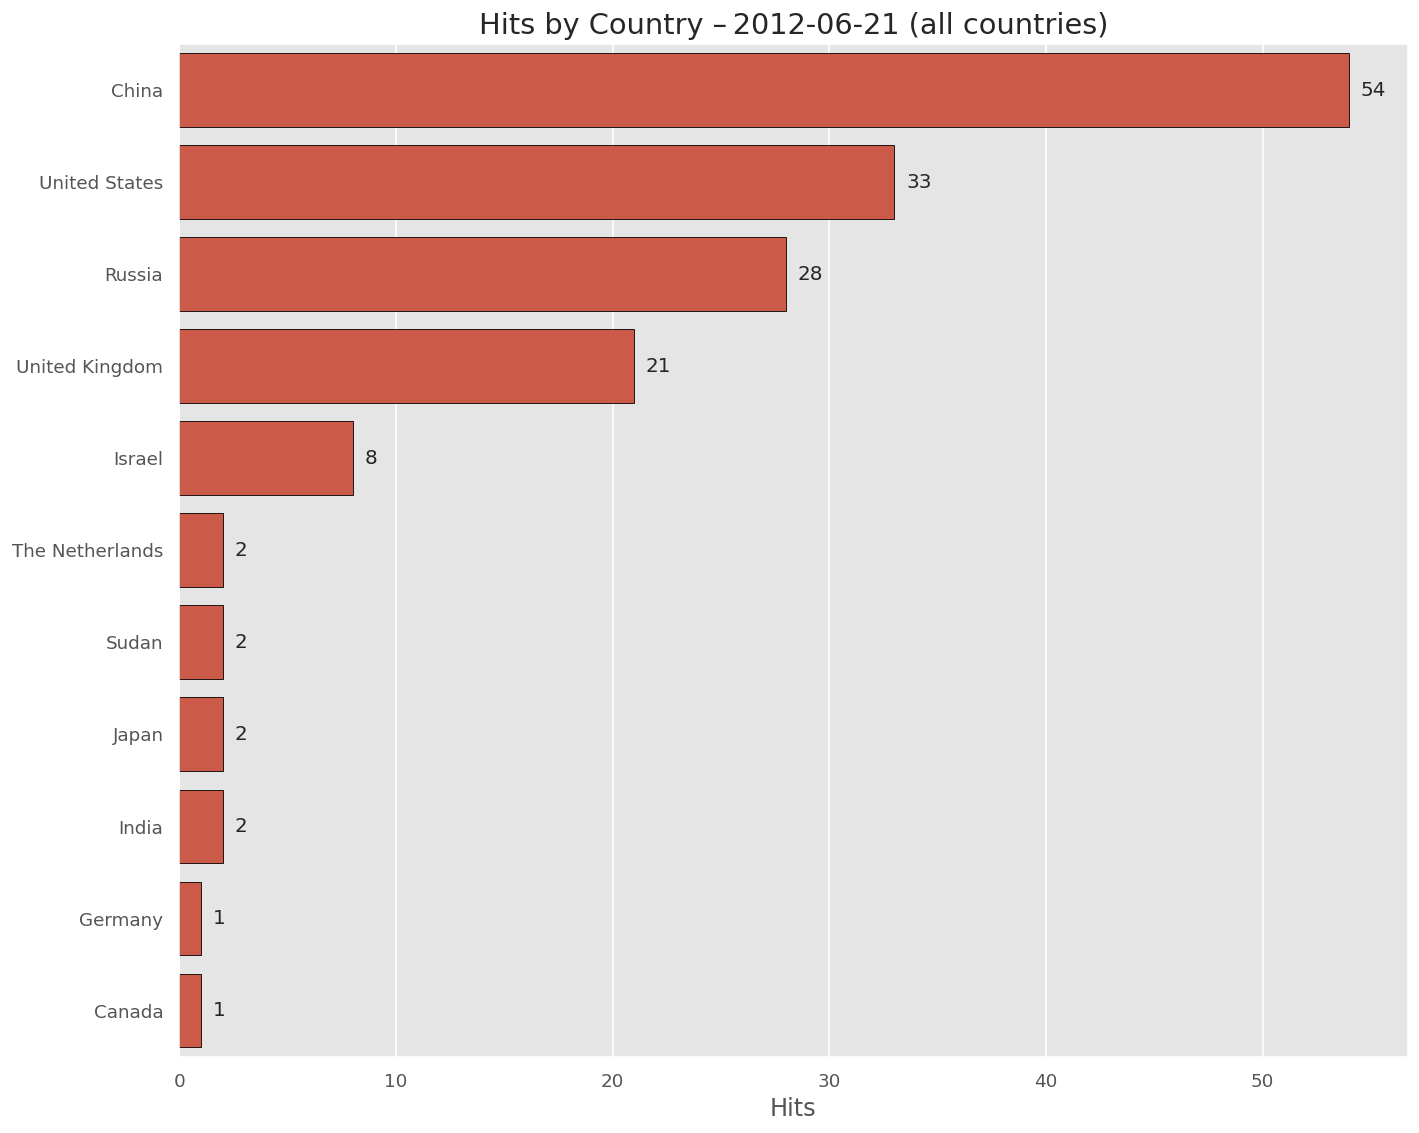 Hits by Country – 2012-06-21 (all countries)
China 54
United States 33
Russia 28
United Kingdom 21
Israel 8
The Netherlands 2
Sudan 2
Japan 2
India 2
Germany 1
Canada 1
0 10 20 30 40 50
Hits